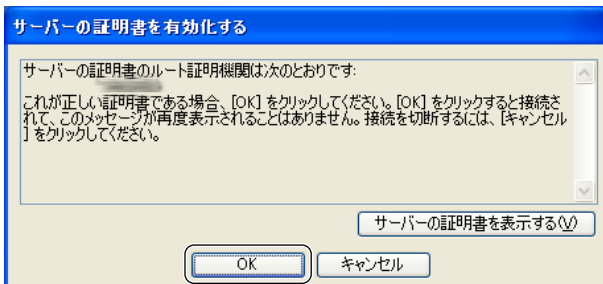 サーバーの証明書を有効化する
サーバーの証明書のルート証明機関は次のとおりです:
これが正しい証明書である場合、[OK] をクリックしてください。[OK] をクリックすると接続さ
れて、このメッセージが再度表示されることはありません。接続を切断するには、[キャンセル
] をクリックしてください。
サーバーの証明書を表示する(V)
OK
キャンセル